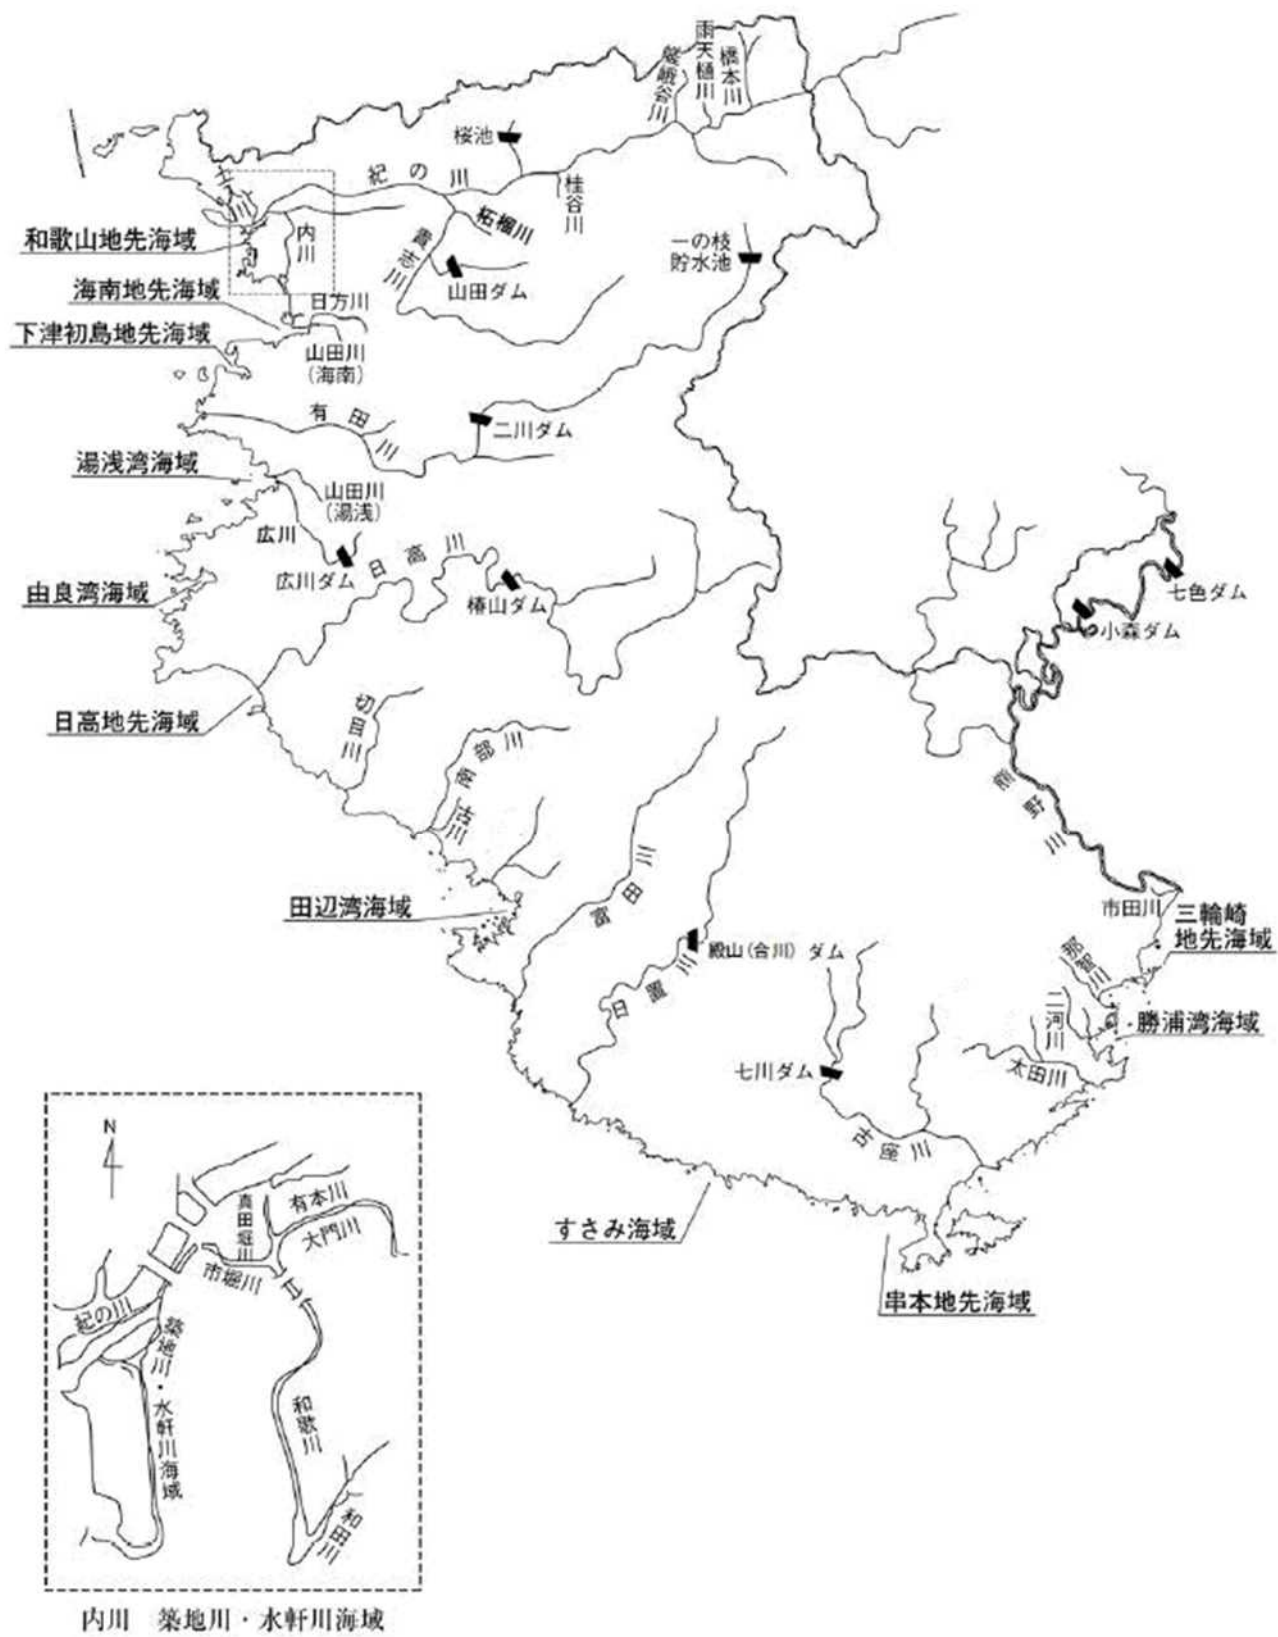 雨天樋川
橋本川
嵯峨谷川
桜池
紀の川
桂谷川
土入川
柘榴川
貴志川
内川
一の枝
貯水池
和歌山地先海域
山田ダム
海南地先海域
日方川
下津初島地先海域
山田川
(海南)
有田川
二川ダム
湯浅湾海域
山田川
(湯浅)
広川
日高川
広川ダム
椿山ダム
由良湾海域
七色ダム
小森ダム
日高地先海域
切目川
南部川
古川
熊野川
富田川
田辺湾海域
市田川
三輪崎
地先海域
殿山(合川) ダム
日置川
那智川
二河川
勝浦湾海域
太田川
七川ダム
古座川
すさみ海域
串本地先海域
N
真田堀川
有本川
大門川
市堀川
紀の川
築地川・水軒川海域
和歌川
和田川
内川 築地川・水軒川海域